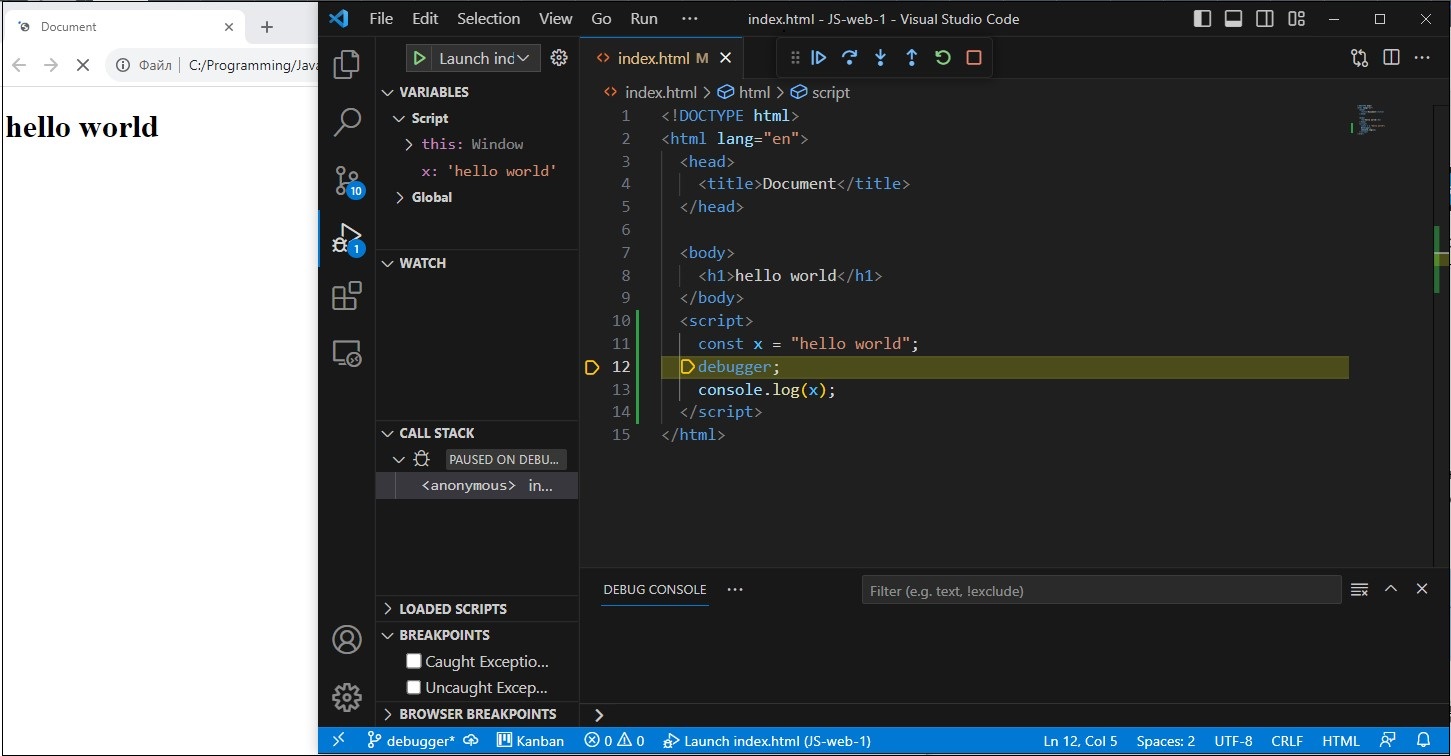 Document
Файл C:/Programming/Java
hello world
File Edit Selection View Go Run ··· index.html - JS-web-1 - Visual Studio Code
10
1
Launch ind
VARIABLES
Script
this: Window
x: 'hello world'
Global
WATCH
CALL STACK
PAUSED ON DEBU...
<anonymous> in...
LOADED SCRIPTS
BREAKPOINTS
Caught Exceptio...
Uncaught Excep...
BROWSER BREAKPOINTS
index.html M
index.html > html > script
1 <!DOCTYPE html>
2 <html lang="en">
3 <head>
4 <title>Document</title>
5 </head>
6
7 <body>
8 <h1>hello world</h1>
9 </body>
10 <script>
11 const x = "hello world";
12 debugger;
13 console.log(x);
14 </script>
15 </html>
DEBUG CONSOLE ··· Filter (e.g. text, !exclude)
debugger* Kanban 0 0 Launch index.html (JS-web-1) Ln 12, Col 5 Spaces: 2 UTF-8 CRLF HTML